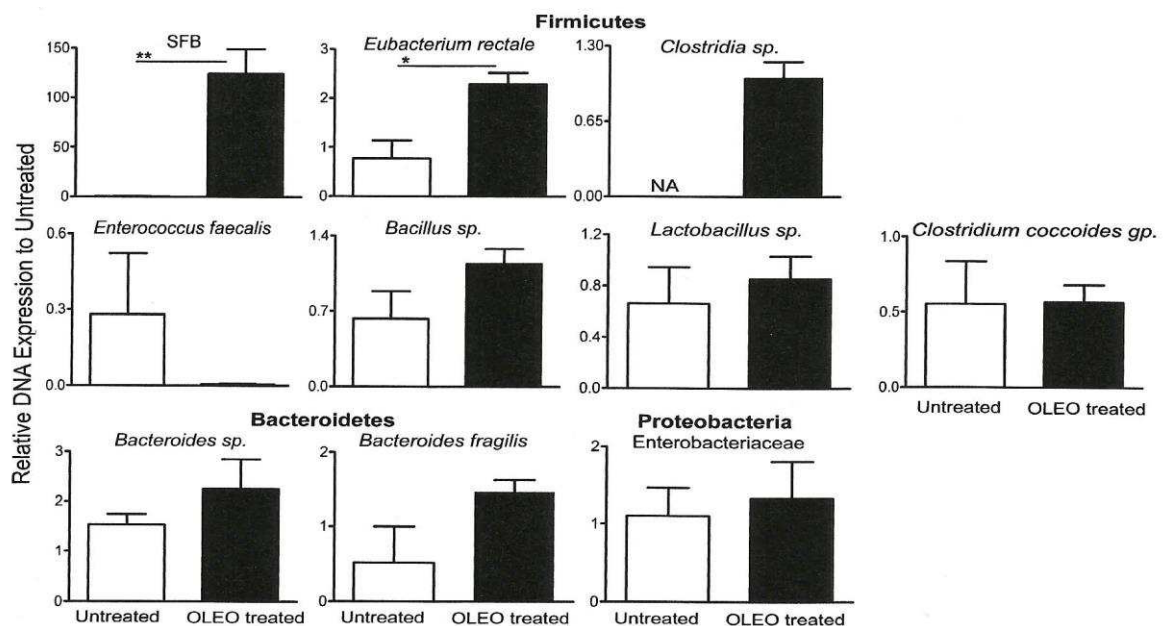 Firmicutes
Relative DNA Expression to Untreated
SFB
150
**
100
50
0
Eubacterium rectale
3
*
2
1
0
Clostridia sp.
1.30
0.65
0.00
NA
Enterococcus faecalis
0.6
0.3
0.0
Bacillus sp.
1.4
0.7
0.0
Lactobacillus sp.
1.2
0.8
0.4
0.0
Clostridium coccoides gp.
1.0
0.5
0.0
Untreated OLEO treated
Bacteroidetes
Bacteroides sp.
3
2
1
0
Untreated OLEO treated
Bacteroides fragilis
2
1
0
Untreated OLEO treated
Proteobacteria
Enterobacteriaceae
2
1
0
Untreated OLEO treated